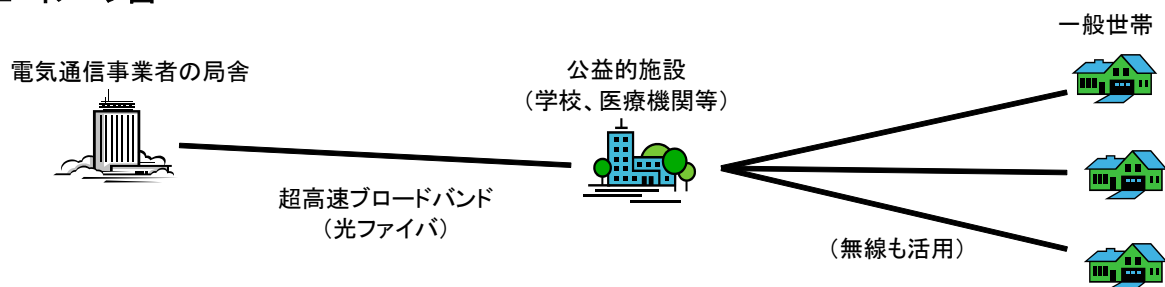 一般世帯
電気通信事業者の局舎
公益的施設
（学校、医療機関等）
超高速ブロードバンド
（光ファイバ）
（無線も活用）